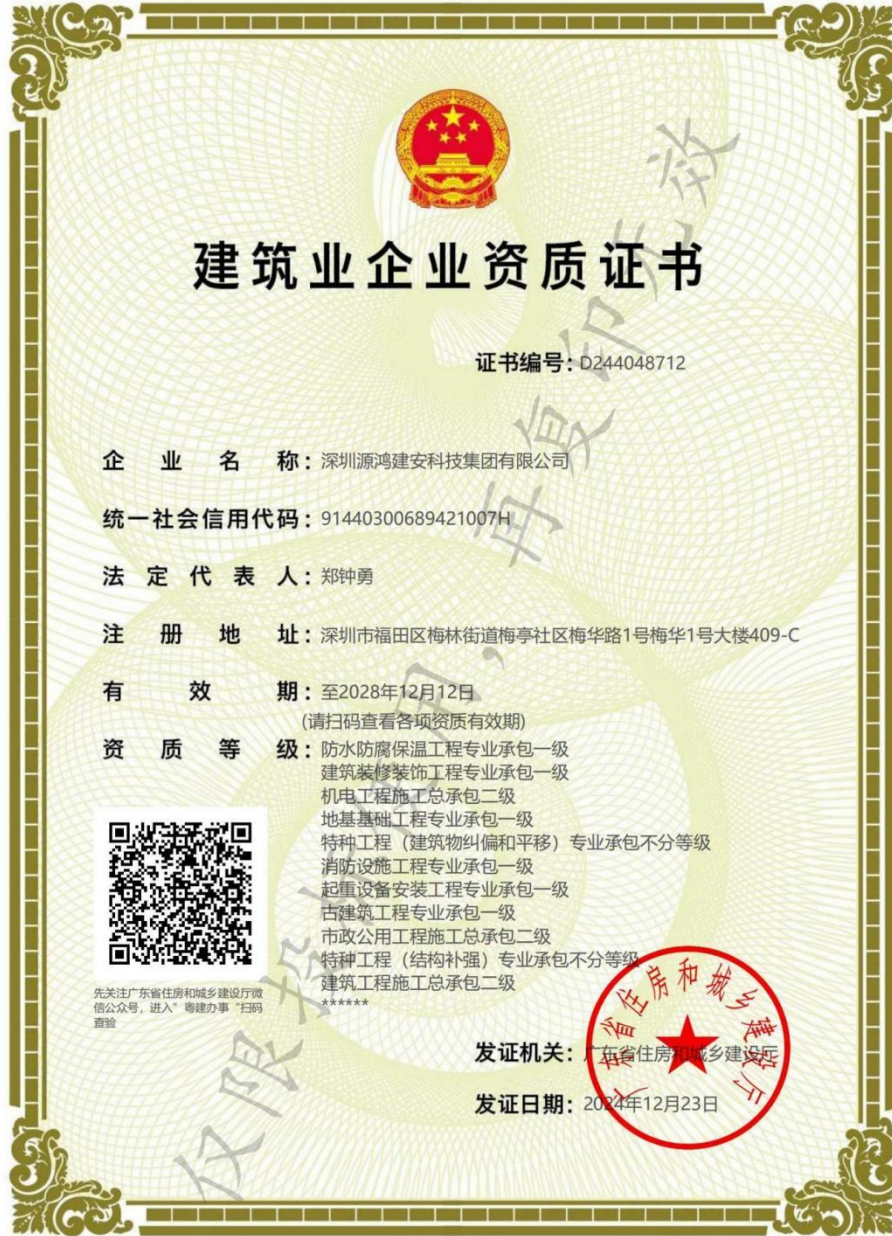 建筑业企业资质证书
证书编号：D244048712
企业名称：深圳源鸿建安科技集团有限公司
统一社会信用代码：91440300689421007H
法定代表人：郑钟勇
注册地址：深圳市福田区梅林街道梅亭社区梅华路1号梅华1号大楼409-C
有效期：至2028年12月12日
(请扫码查看各项资质有效期)
资质等级：防水防腐保温工程专业承包一级
建筑装修装饰工程专业承包一级
机电工程施工总承包二级
地基基础工程专业承包一级
特种工程（建筑物纠偏和平移）专业承包不分等级
消防设施工程专业承包一级
起重设备安装工程专业承包一级
古建筑工程专业承包一级
市政公用工程施工总承包二级
特种工程（结构补强）专业承包不分等级
建筑工程施工总承包二级
******
先关注广东省住房和城乡建设厅微
信公众号，进入“粤建办事“扫码
查验
发证机关：广东省住房和城乡建设厅
发证日期：2024年12月23日
广东省住房和城乡建设厅
仅限投标使用，再复印无效